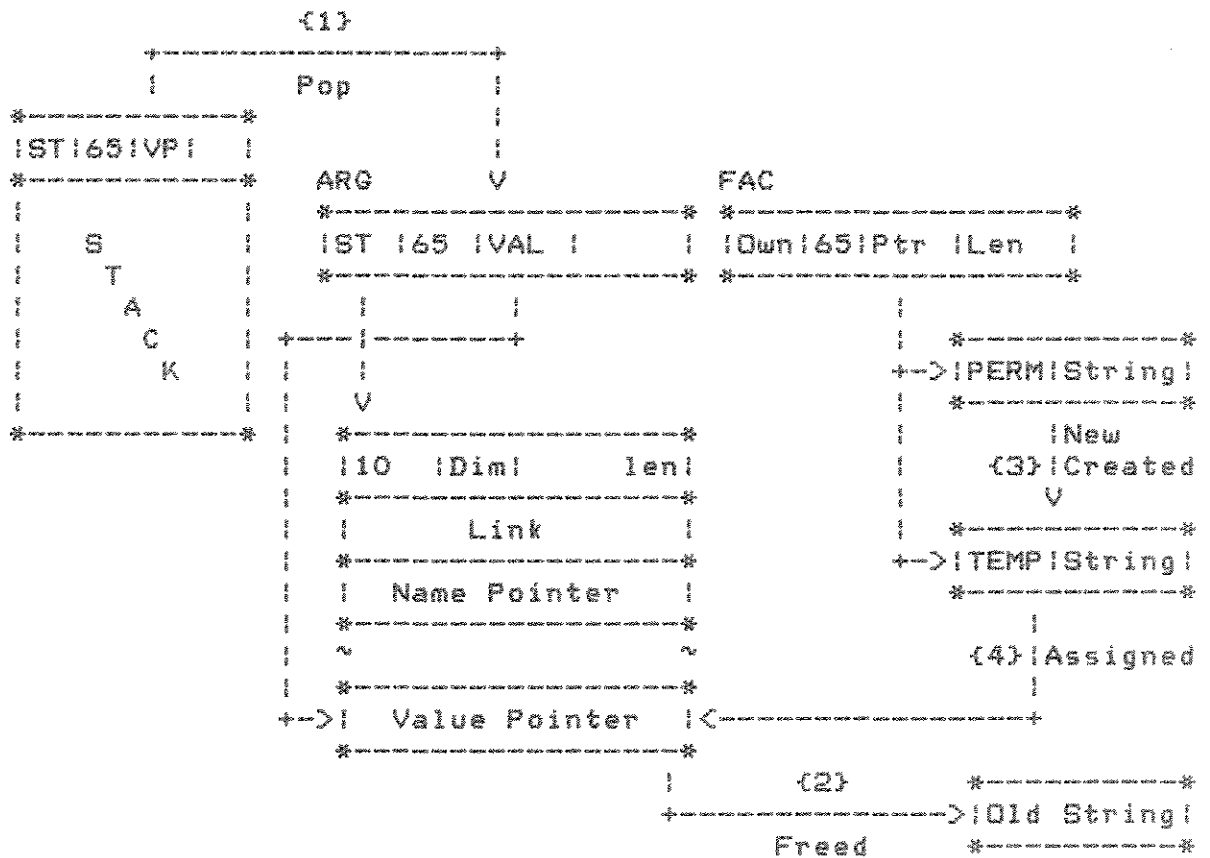 {1}
Pop
|ST|65|VP| |
ARG V FAC
|ST |65 |VAL | | |Own|65|Ptr |Len |
S
T
A
C
K
+->|PERM|String|
V
|New
|10 |Dim| len|
{3}|Created
| Link |
V
+->|TEMP|String|
| Name Pointer |
~ ~
{4}|Assigned
+->| Value Pointer |<
{2}
>|Old String|
Freed